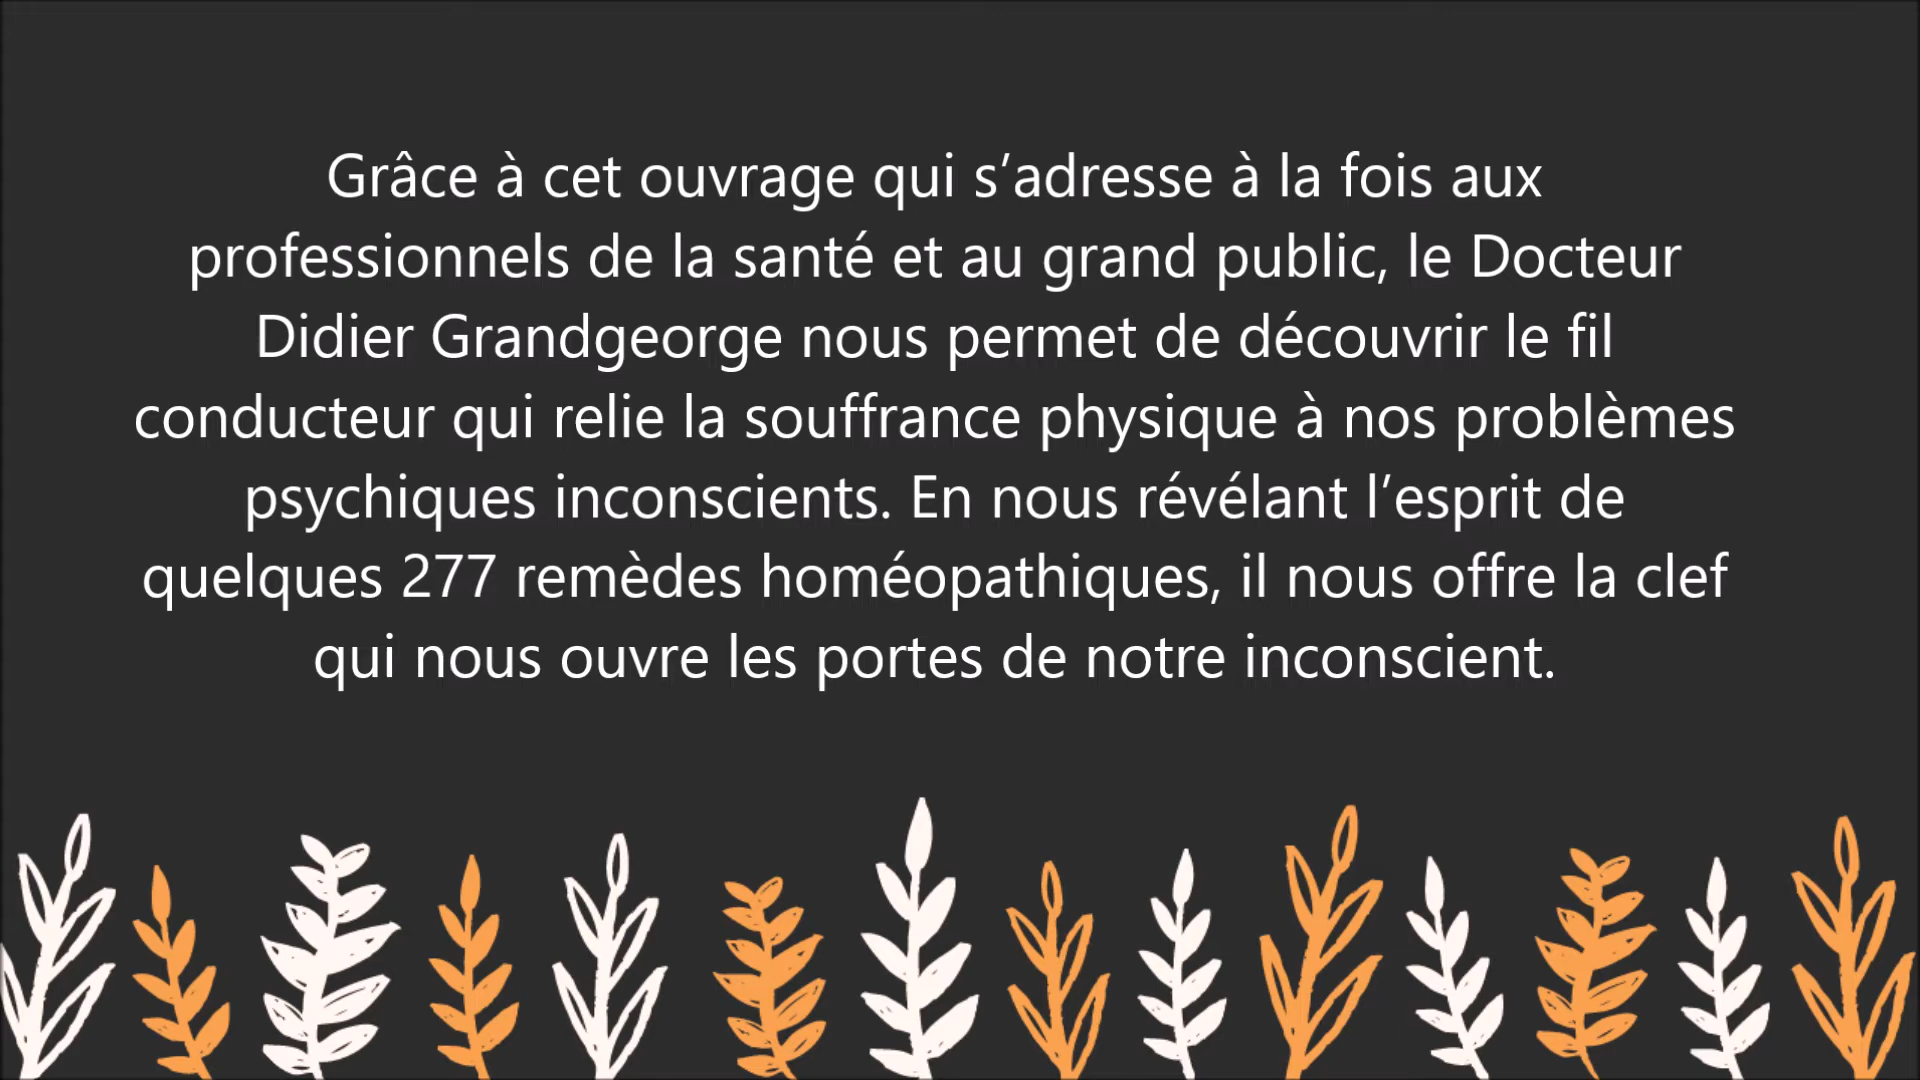 Grâce à cet ouvrage qui s’adresse à la fois aux
professionnels de la santé et au grand public, le Docteur
Didier Grandgeorge nous permet de découvrir le fil
conducteur qui relie la souffrance physique à nos problèmes
psychiques inconscients. En nous révélant l’esprit de
quelques 277 remèdes homéopathiques, il nous offre la clef
qui nous ouvre les portes de notre inconscient.